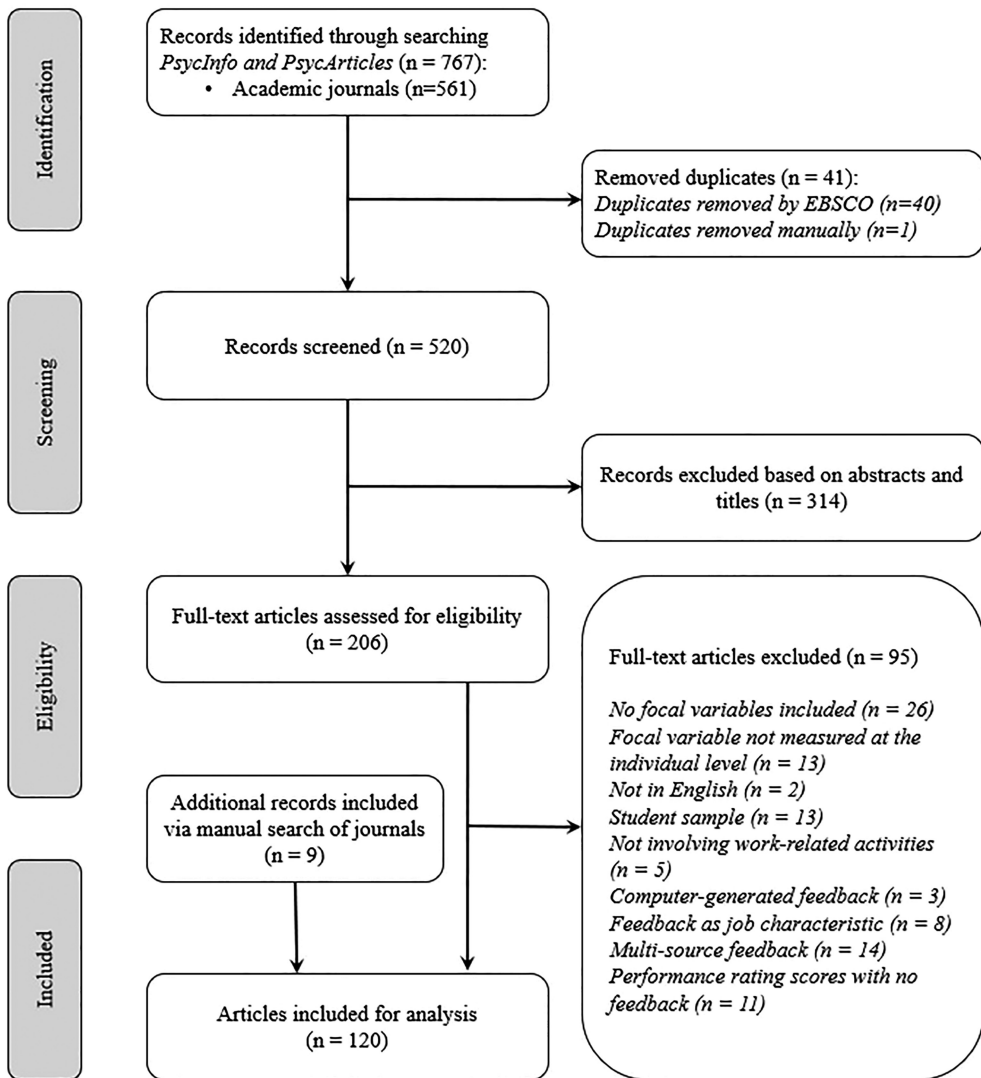 Identification
Records identified through searching
PsycInfo and PsycArticles (n = 767):
• Academic journals (n=561)
Removed duplicates (n = 41):
Duplicates removed by EBSCO (n=40)
Duplicates removed manually (n=1)
Screening
Records screened (n = 520)
Records excluded based on abstracts and
titles (n = 314)
Eligibility
Full-text articles assessed for eligibility
(n = 206)
Full-text articles excluded (n = 95)
No focal variables included (n = 26)
Focal variable not measured at the
individual level (n = 13)
Not in English (n = 2)
Student sample (n = 13)
Not involving work-related activities
(n = 5)
Computer-generated feedback (n = 3)
Feedback as job characteristic (n = 8)
Multi-source feedback (n = 14)
Performance rating scores with no
feedback (n = 11)
Additional records included
via manual search of journals
(n = 9)
Included
Articles included for analysis
(n = 120)